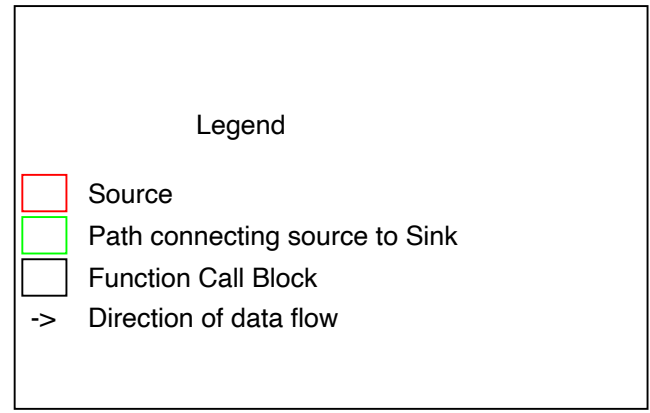 Legend
Source
Path connecting source to Sink
Function Call Block
-> Direction of data flow